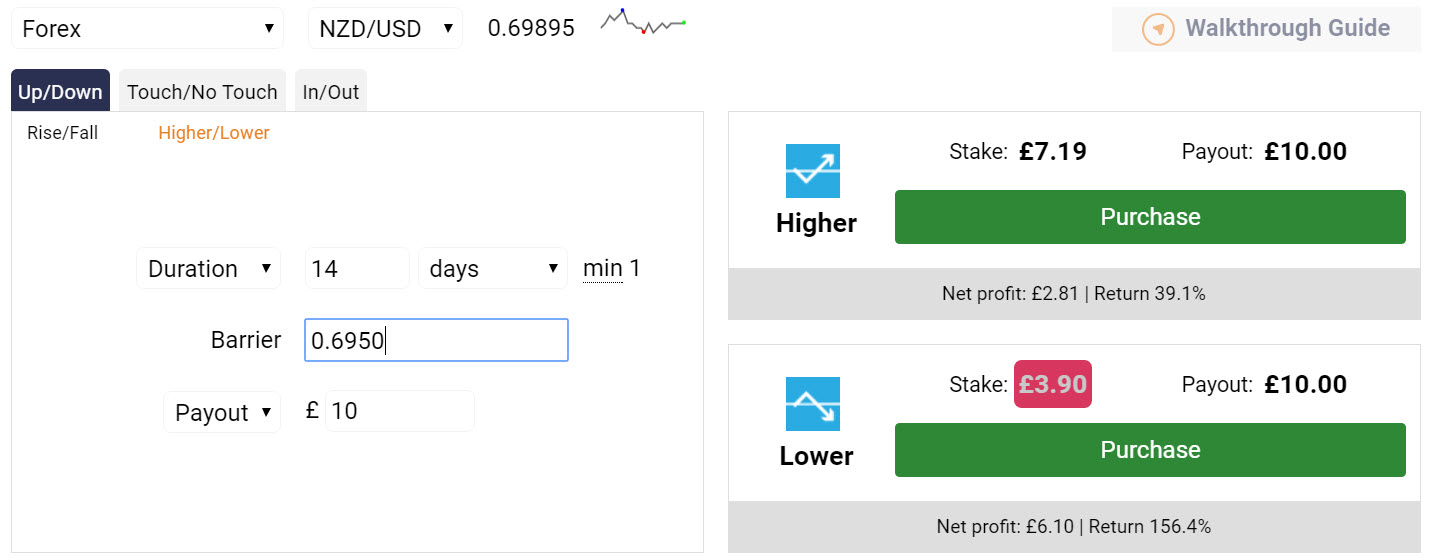 Forex NZD/USD 0.69895 Walkthrough Guide
Up/Down Touch/No Touch In/Out
Rise/Fall Higher/Lower
Duration 14 days min 1
Barrier 0.6950
Payout £ 10
Stake: £7.19 Payout: £10.00
Higher
Purchase
Net profit: £2.81 | Return 39.1%
Stake: £3.90 Payout: £10.00
Lower
Purchase
Net profit: £6.10 | Return 156.4%